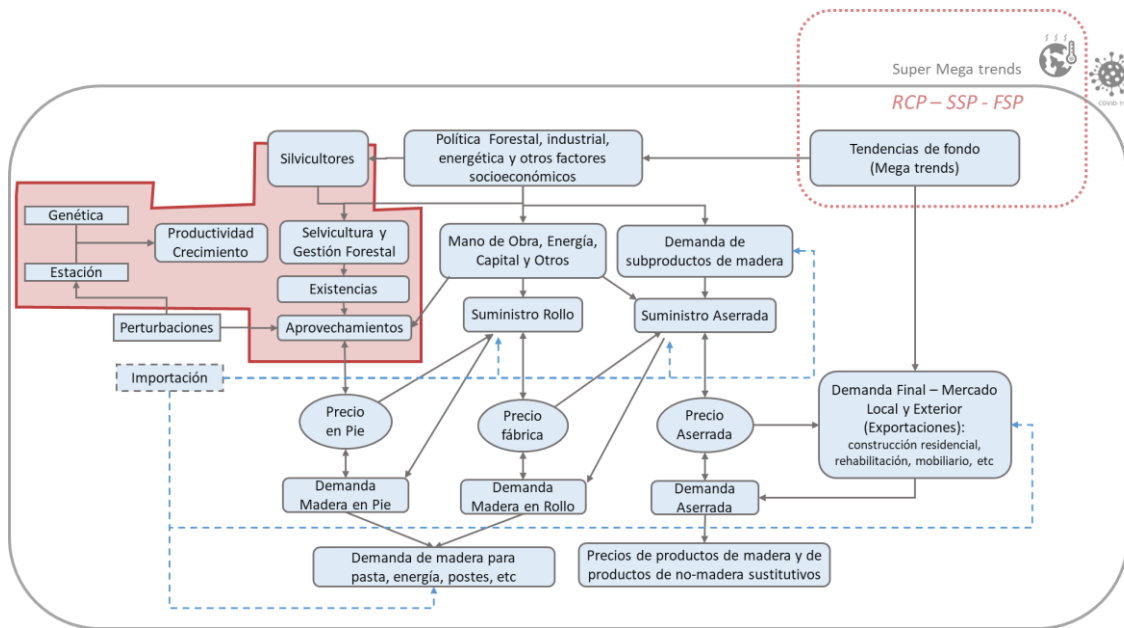 Super Mega trends
COVID-19
RCP – SSP - FSP
Silvicultores
Política Forestal, industrial,
energética y otros factores
socioeconómicos
Tendencias de fondo
(Mega trends)
Genética
Productividad
Crecimiento
Selvicultura y
Gestión Forestal
Mano de Obra, Energía,
Capital y Otros
Demanda de
subproductos de madera
Estación
Existencias
Suministro Rollo
Suministro Aserrada
Perturbaciones
Aprovechamientos
Importación
Precio
en Pie
Precio
fábrica
Precio
Aserrada
Demanda Final – Mercado
Local y Exterior
(Exportaciones):
construcción residencial,
rehabilitación, mobiliario, etc
Demanda
Madera en Pie
Demanda
Madera en Rollo
Demanda
Aserrada
Demanda de madera para
pasta, energía, postes, etc
Precios de productos de madera y de
productos de no-madera sustitutivos